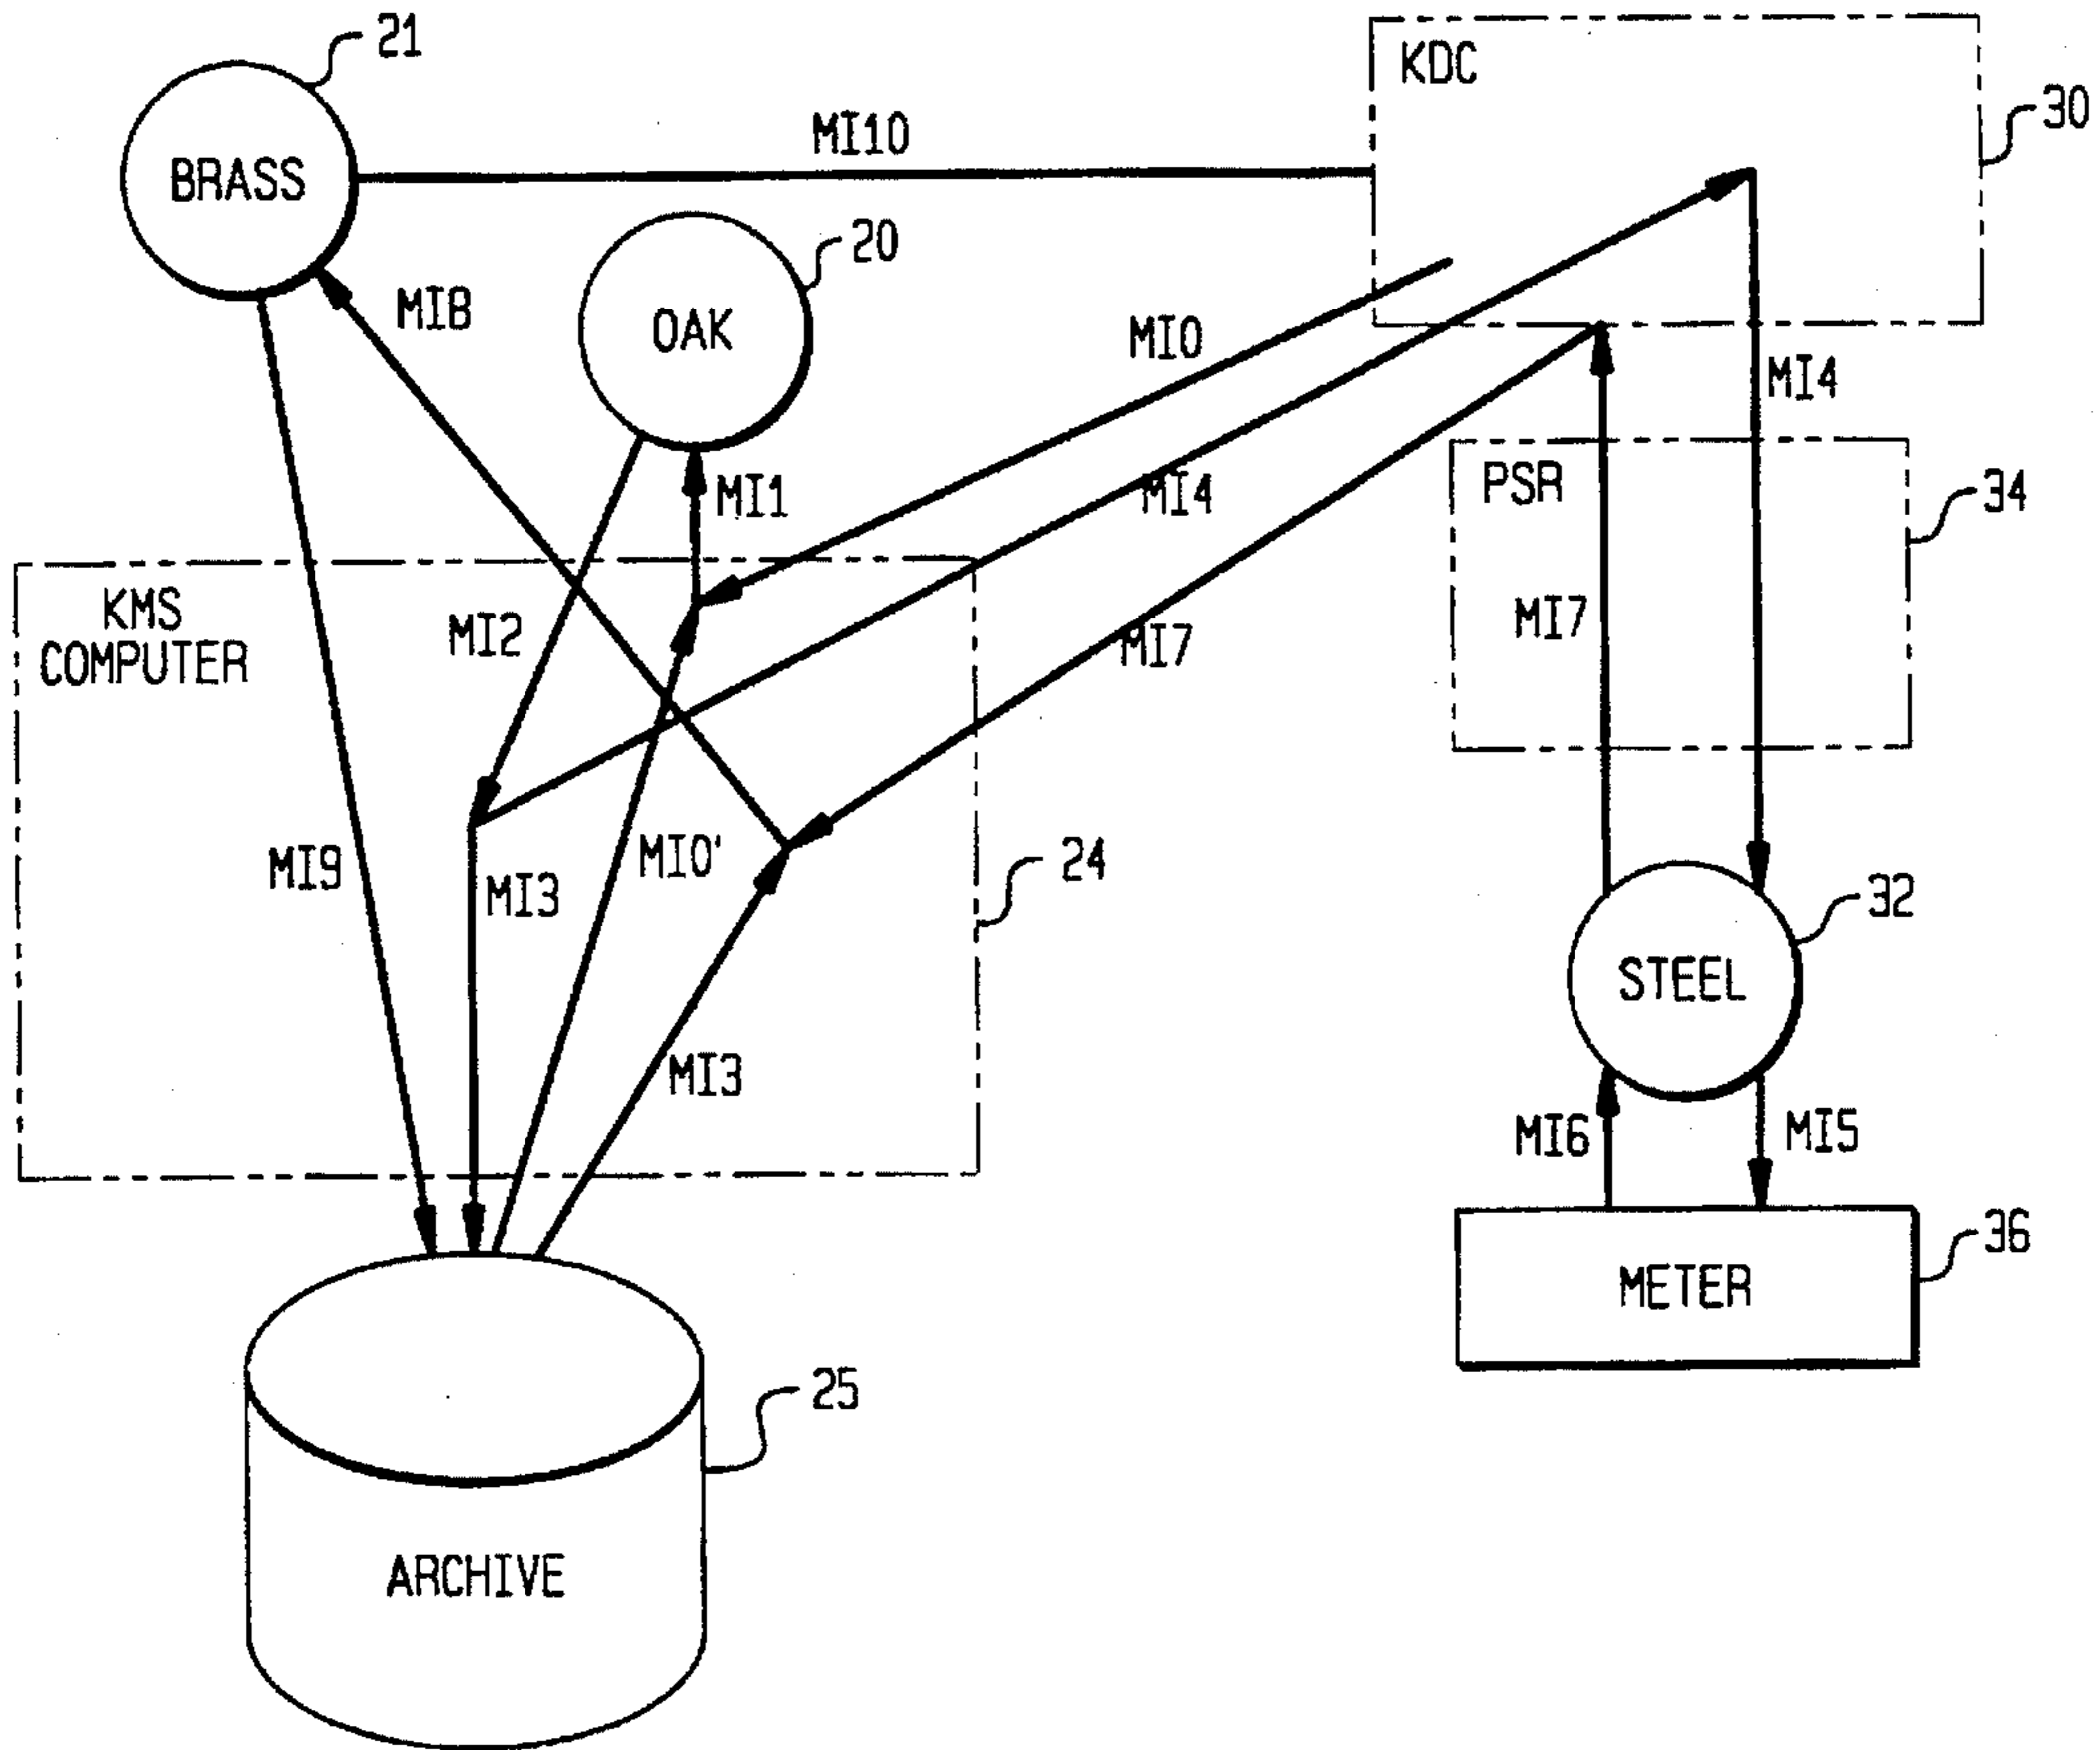 21
KDC
30
MI10
BRASS
20
MI8
OAK
MI0
MI4
MI1
MI4
PSR
34
KMS
COMPUTER
MI2
MI7
MI7
MI9
MI3
MI0'
24
32
STEEL
MI3
MI6
MI5
36
METER
25
ARCHIVE